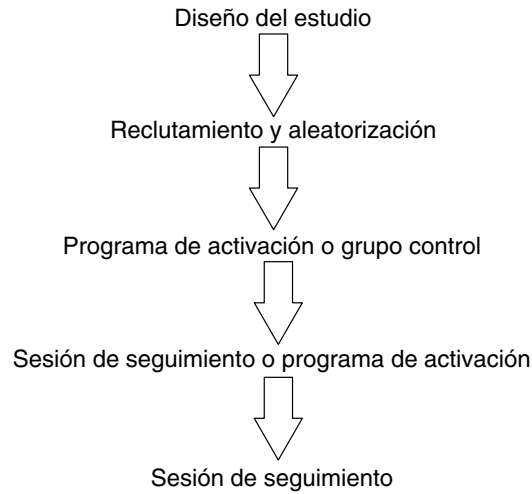 Diseño del estudio
Reclutamiento y aleatorización
Programa de activación o grupo control
Sesión de seguimiento o programa de activación
Sesión de seguimiento